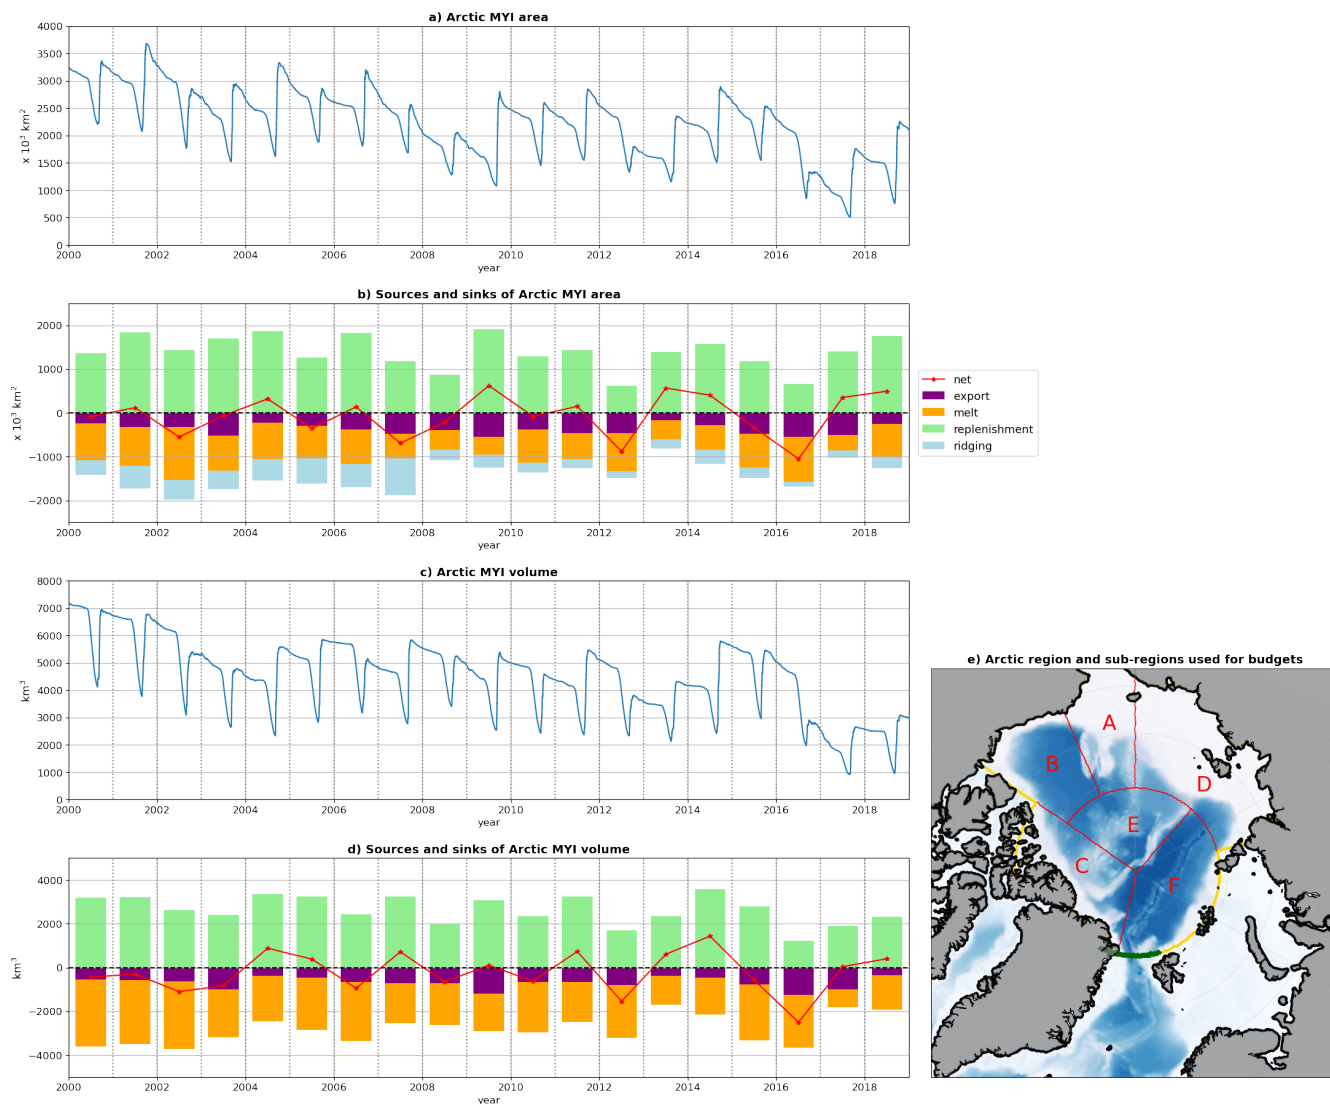 a) Arctic MYI area
4000
3500
3000
2500
2000
1500
1000
500
0
x 10³ km²
2000 2002 2004 2006 2008 2010 2012 2014 2016 2018
year
b) Sources and sinks of Arctic MYI area
2000
1000
0
−1000
−2000
x 10³ km²
2000 2002 2004 2006 2008 2010 2012 2014 2016 2018
year
net
export
melt
replenishment
ridging
c) Arctic MYI volume
8000
7000
6000
5000
4000
3000
2000
1000
0
km³
2000 2002 2004 2006 2008 2010 2012 2014 2016 2018
year
d) Sources and sinks of Arctic MYI volume
4000
2000
0
−2000
−4000
km³
2000 2002 2004 2006 2008 2010 2012 2014 2016 2018
year
e) Arctic region and sub-regions used for budgets
A
B
D
E
C
F